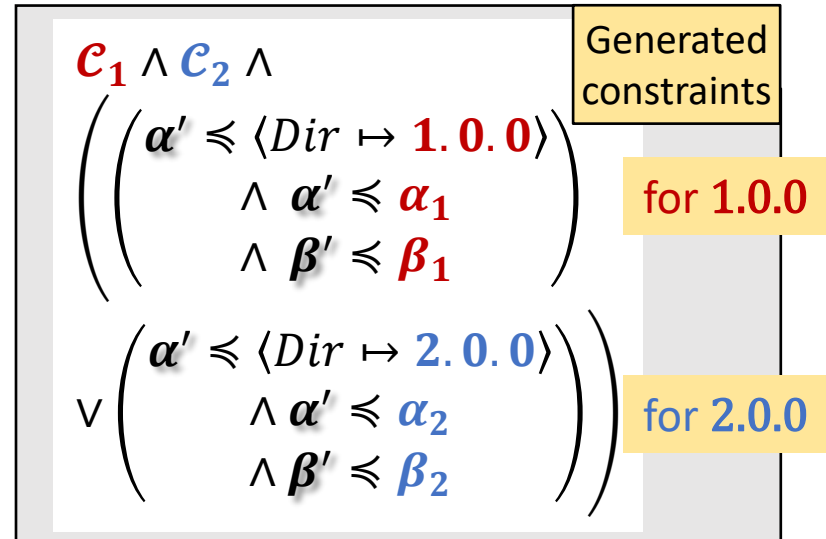 𝓒₁ ∧ 𝓒₂ ∧
Generated
constraints
((𝜶′ ≼ ⟨𝐷𝑖𝑟 ↦ 𝟏.𝟎.𝟎⟩
∧ 𝜶′ ≼ 𝜶₁
∧ 𝜷′ ≼ 𝜷₁)
for 1.0.0
∨ (𝜶′ ≼ ⟨𝐷𝑖𝑟 ↦ 𝟐.𝟎.𝟎⟩
∧ 𝜶′ ≼ 𝜶₂
∧ 𝜷′ ≼ 𝜷₂))
for 2.0.0